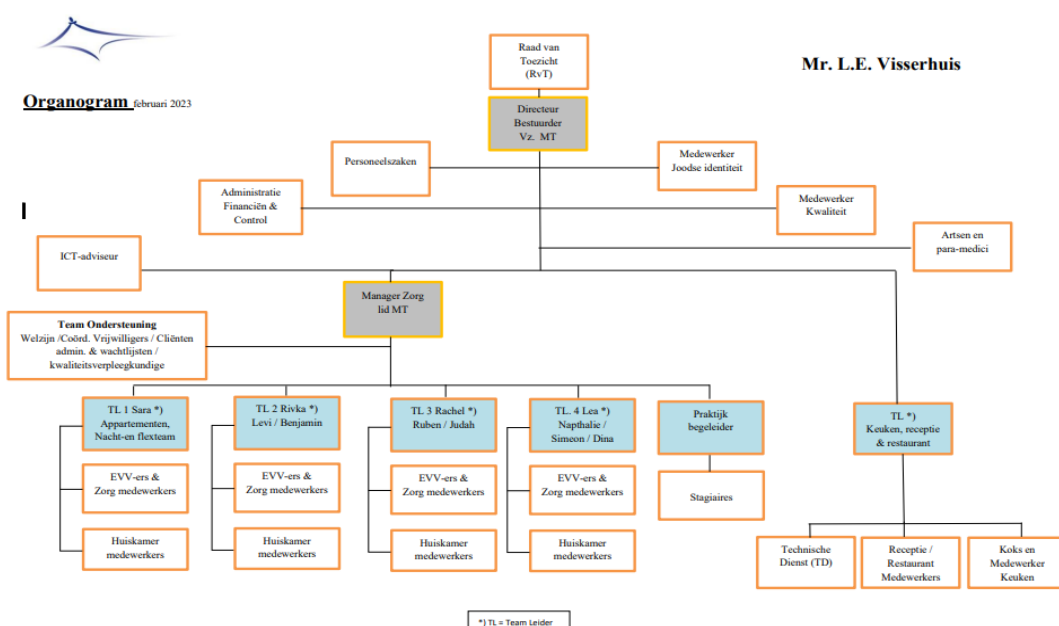 Raad van
Toezicht
(RvT)
Mr. L.E. Visserhuis
Organogram februari 2023
Directeur
Bestuurder
Vz. MT
Personeelszaken
Medewerker
Joodse identiteit
Administratie
Financiën &
Control
Medewerker
Kwaliteit
Artsen en
para-medici
ICT-adviseur
Manager Zorg
lid MT
Team Ondersteuning
Welzijn /Coörd. Vrijwilligers / Cliënten
admin. & wachtlijsten /
kwaliteitsverpleegkundige
TL 1 Sara *)
Appartementen,
Nacht-en flexteam
TL 2 Rivka *)
Levi / Benjamin
TL 3 Rachel *)
Ruben / Judah
TL. 4 Lea *)
Napthalie /
Simeon / Dina
Praktijk
begeleider
TL *)
Keuken, receptie
& restaurant
EVV-ers &
Zorg medewerkers
EVV-ers &
Zorg medewerkers
EVV-ers &
Zorg medewerkers
EVV-ers &
Zorg medewerkers
Stagiaires
Huiskamer
medewerkers
Huiskamer
medewerkers
Huiskamer
medewerkers
Huiskamer
medewerkers
Technische
Dienst (TD)
Receptie /
Restaurant
Medewerkers
Koks en
Medewerker
Keuken
*) TL = Team Leider